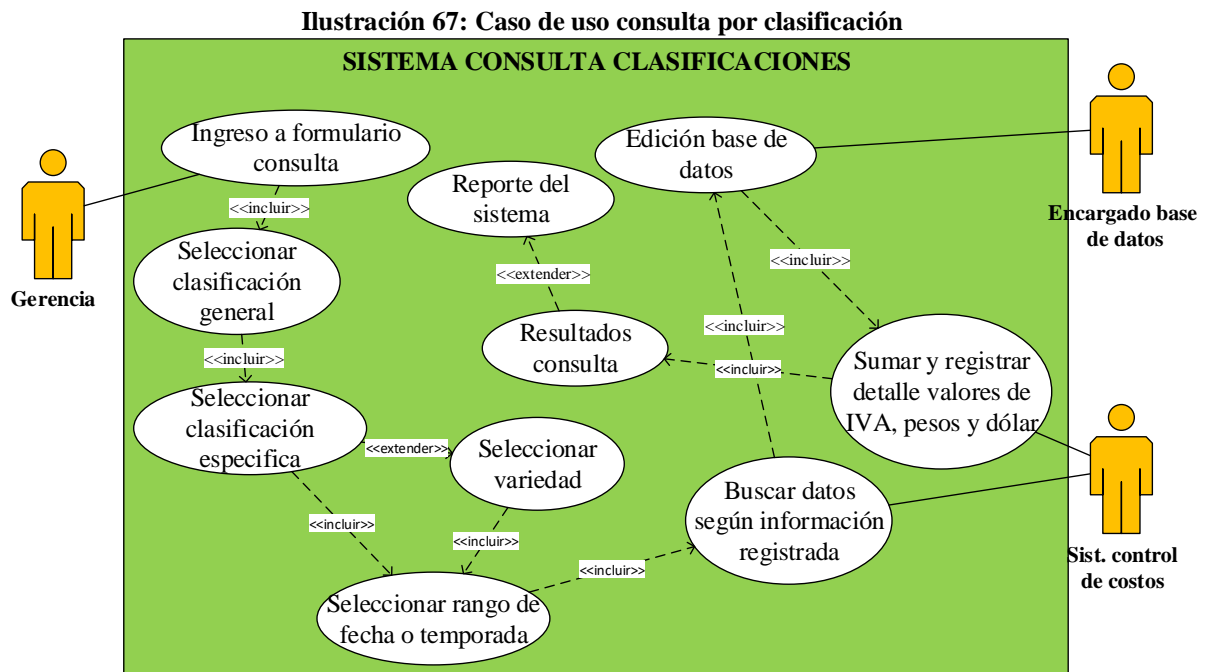 Ilustración 67: Caso de uso consulta por clasificación
SISTEMA CONSULTA CLASIFICACIONES
Ingreso a formulario
consulta
Edición base de
datos
Reporte del
sistema
<<incluir>>
Encargado base
de datos
Seleccionar
clasificación
general
<<incluir>>
<<extender>>
Gerencia
<<incluir>>
Resultados
consulta
<<incluir>>
<<incluir>>
Sumar y registrar
detalle valores de
IVA, pesos y dólar
Seleccionar
clasificación
especifica
<<extender>>
Seleccionar
variedad
Buscar datos
según información
registrada
<<incluir>>
<<incluir>>
<<incluir>>
Sist. control
de costos
Seleccionar rango de
fecha o temporada